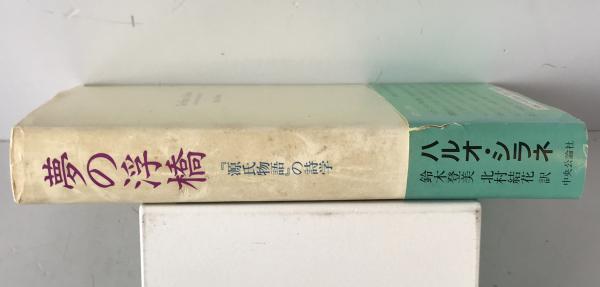 夢の浮橋
『源氏物語』の詩学
ハルオ・シラネ
鈴木登美 北村結花 訳
中央公論社